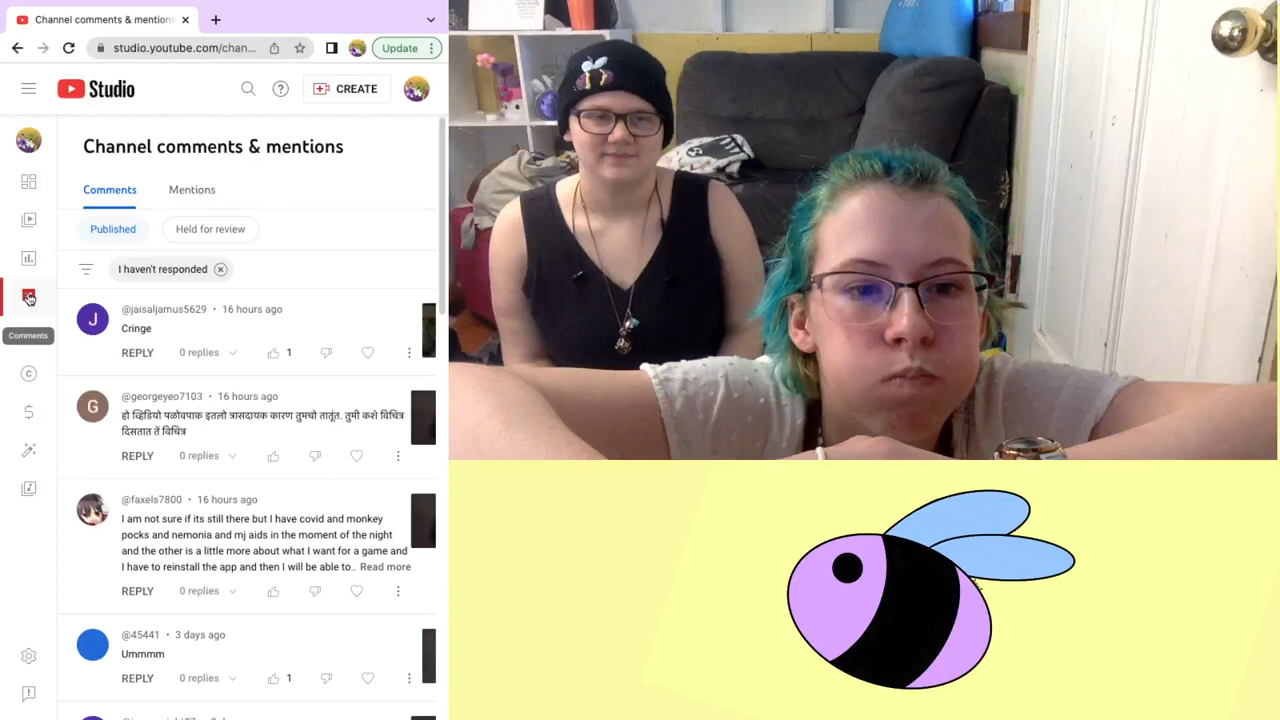 Channel comments & mentions
studio.youtube.com/chan...
Update
Studio
CREATE
Channel comments & mentions
Comments
Mentions
Published
Held for review
I haven't responded
J
@jaisaljamus5629 • 16 hours ago
Cringe
REPLY
0 replies
1
Comments
G
@georgeyeo7103 • 16 hours ago
हो व्हिडियो पळोवपाक इतलो त्रासदायक कारण तुमचो तातूंत. तुमी कशे विचित्र
दिसतात तें विचित्र
REPLY
0 replies
@faxels7800 • 16 hours ago
I am not sure if its still there but I have covid and monkey
pocks and nemonia and mj aids in the moment of the night
and the other is a little more about what I want for a game and
I have to reinstall the app and then I will be able to... Read more
REPLY
0 replies
@45441 • 3 days ago
Ummmm
REPLY
0 replies
1